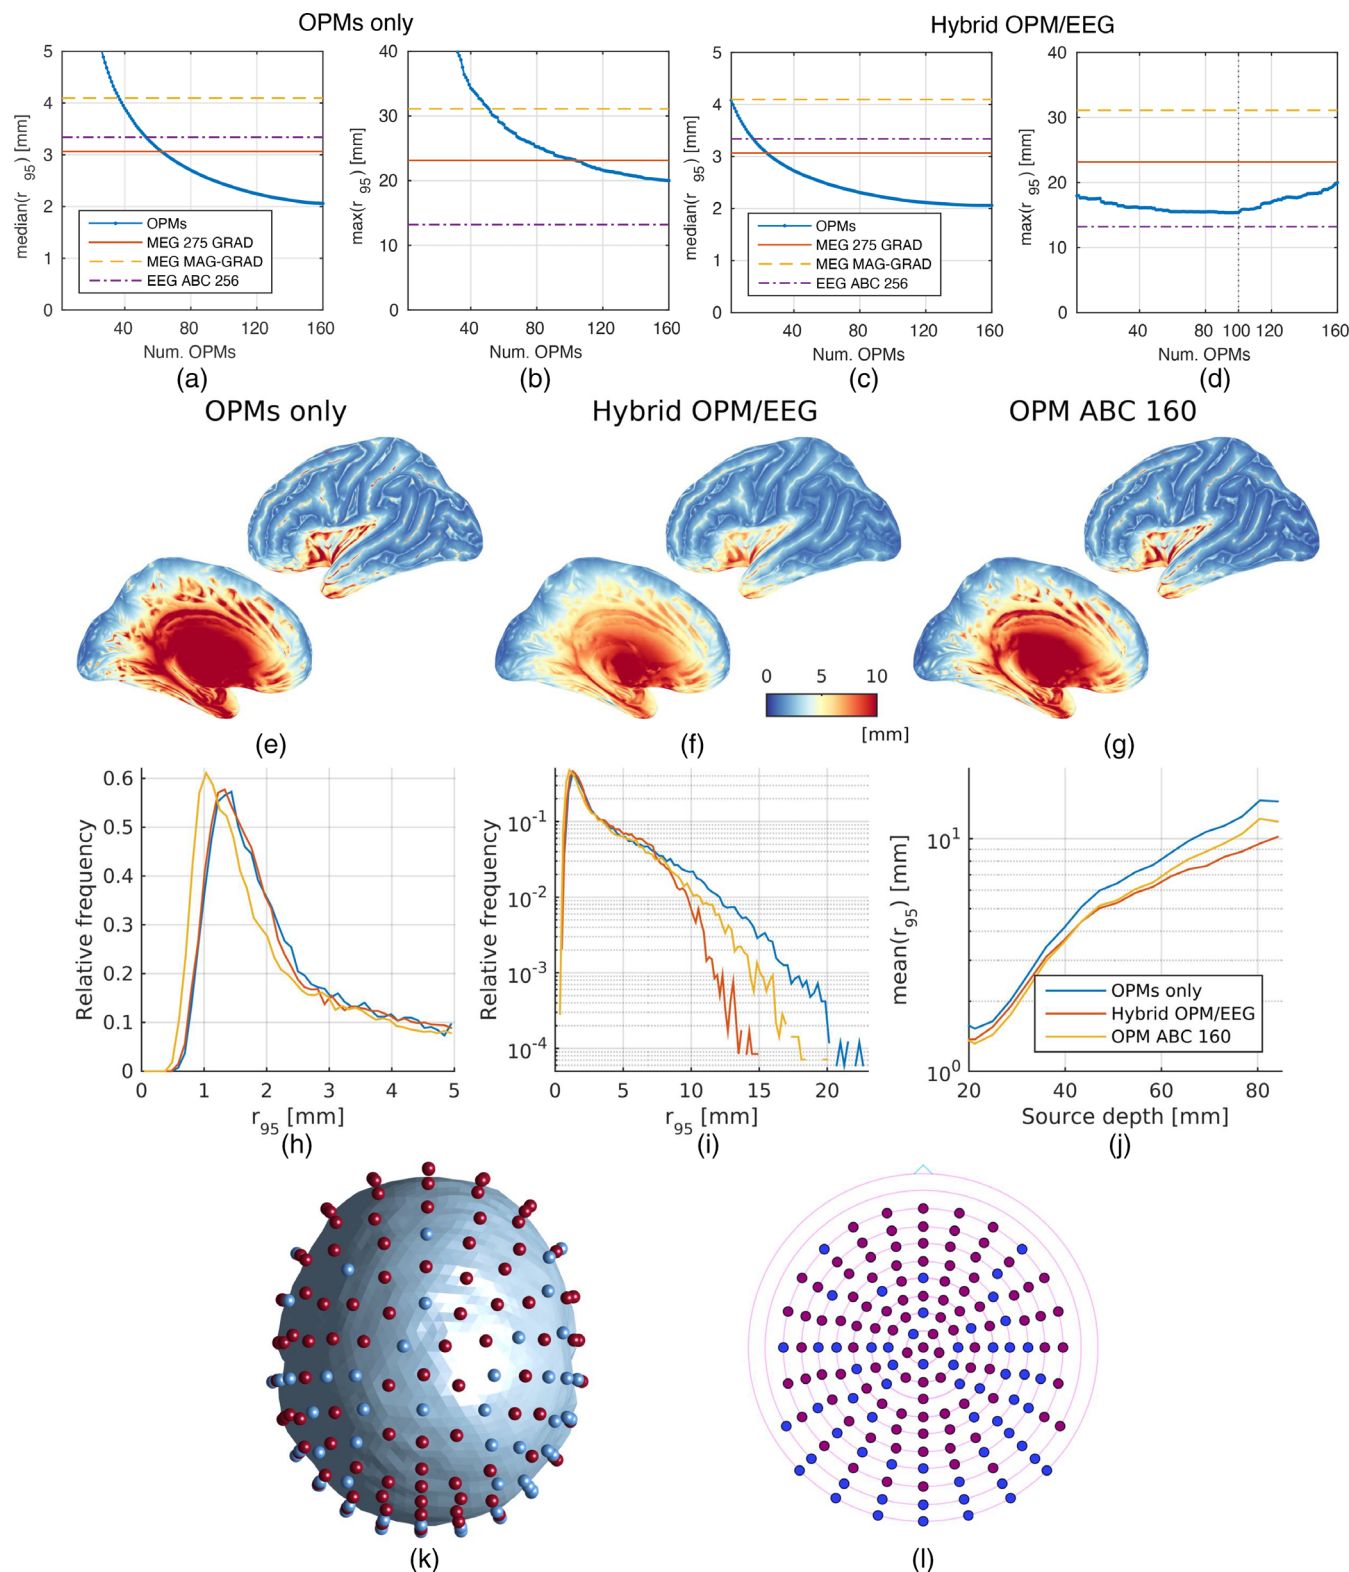 OPMs only
Hybrid OPM/EEG
5
4
3
2
1
0
median(r 95) [mm]
OPMs
MEG 275 GRAD
MEG MAG-GRAD
EEG ABC 256
40 80 120 160
Num. OPMs
(a)
40
30
20
10
0
max(r 95) [mm]
40 80 120 160
Num. OPMs
(b)
5
4
3
2
1
0
median(r 95) [mm]
OPMs
MEG 275 GRAD
MEG MAG-GRAD
EEG ABC 256
40 80 120 160
Num. OPMs
(c)
40
30
20
10
0
max(r 95) [mm]
40 80 100 120 160
Num. OPMs
(d)
OPMs only
Hybrid OPM/EEG
OPM ABC 160
0 5 10
[mm]
(e)
(f)
(g)
0.6
0.5
0.4
0.3
0.2
0.1
0
Relative frequency
0 1 2 3 4 5
r95 [mm]
(h)
10-1
10-2
10-3
10-4
Relative frequency
0 5 10 15 20
r95 [mm]
(i)
101
100
mean(r95) [mm]
OPMs only
Hybrid OPM/EEG
OPM ABC 160
20 40 60 80
Source depth [mm]
(j)
(k)
(l)